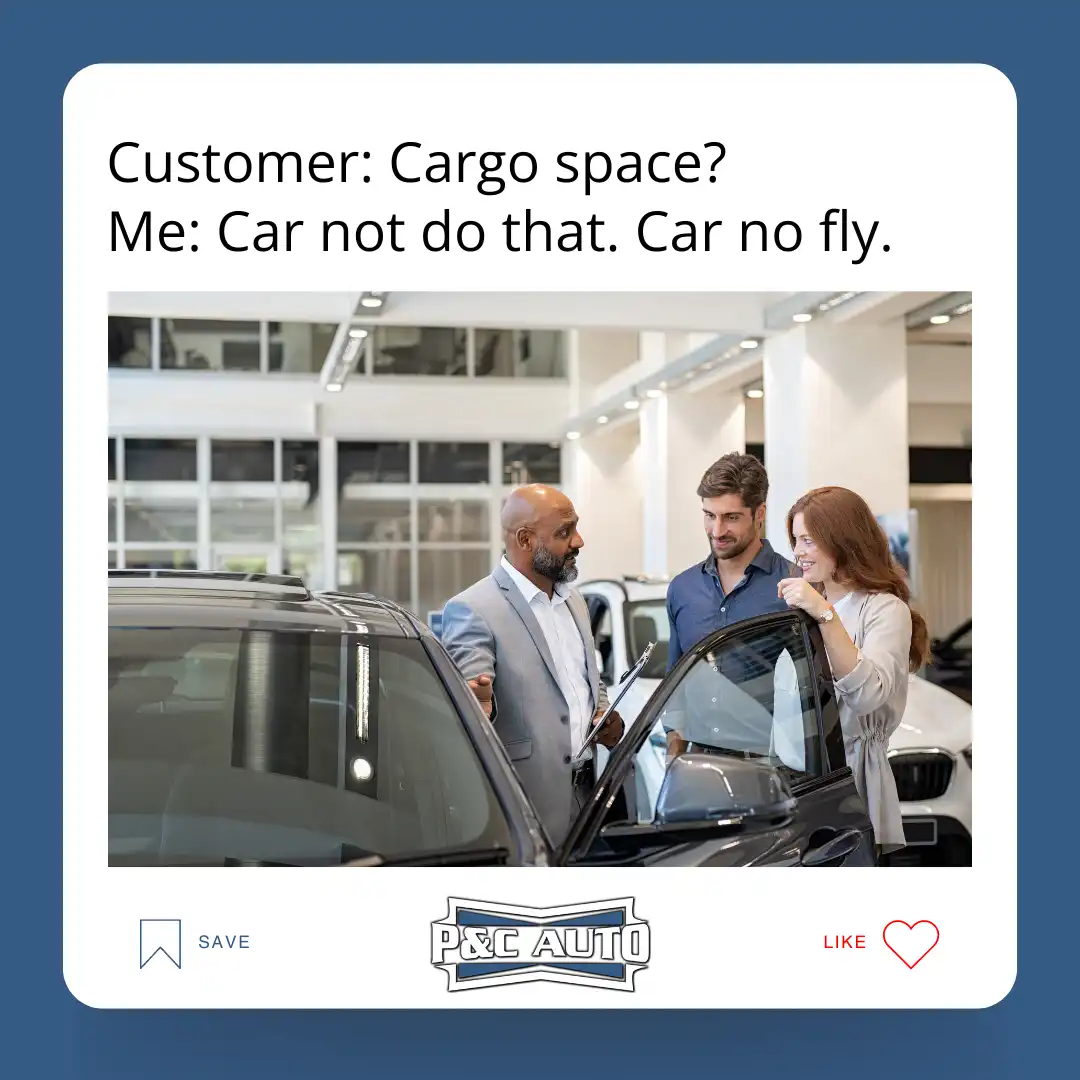 Customer: Cargo space?
Me: Car not do that. Car no fly.
SAVE
P&C AUTO
LIKE